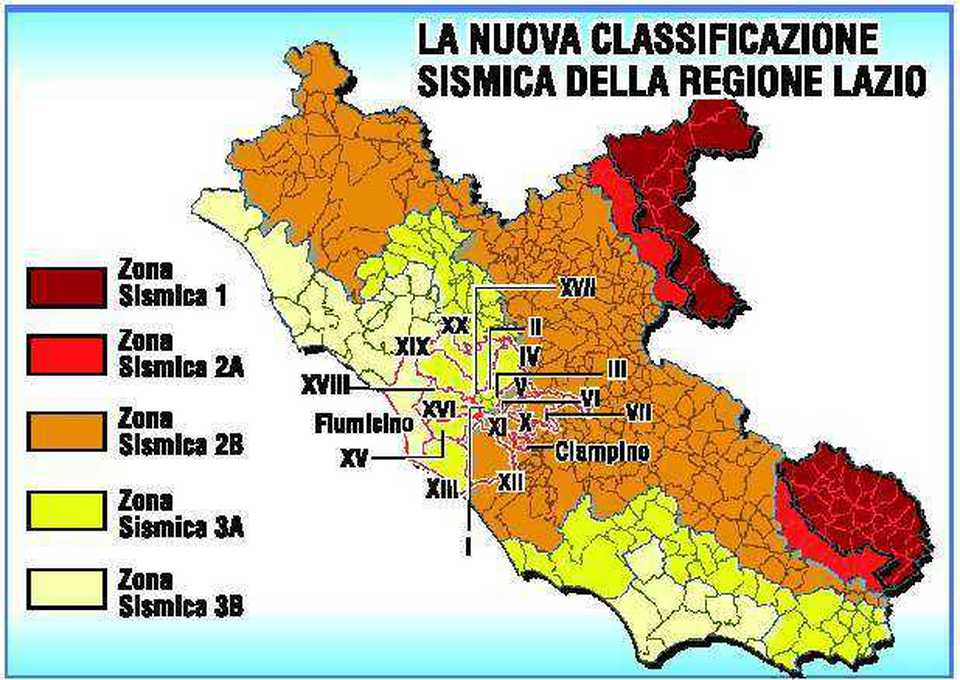 LA NUOVA CLASSIFICAZIONE
SISMICA DELLA REGIONE LAZIO
Zona
Sismica 1
Zona
Sismica 2A
Zona
Sismica 2B
Zona
Sismica 3A
Zona
Sismica 3B
XVII
XX
II
XIX
IV
III
XVIII
V
VI
XVI
VII
Fiumicino
XI
X
XV
Ciampino
XIII
XII
I